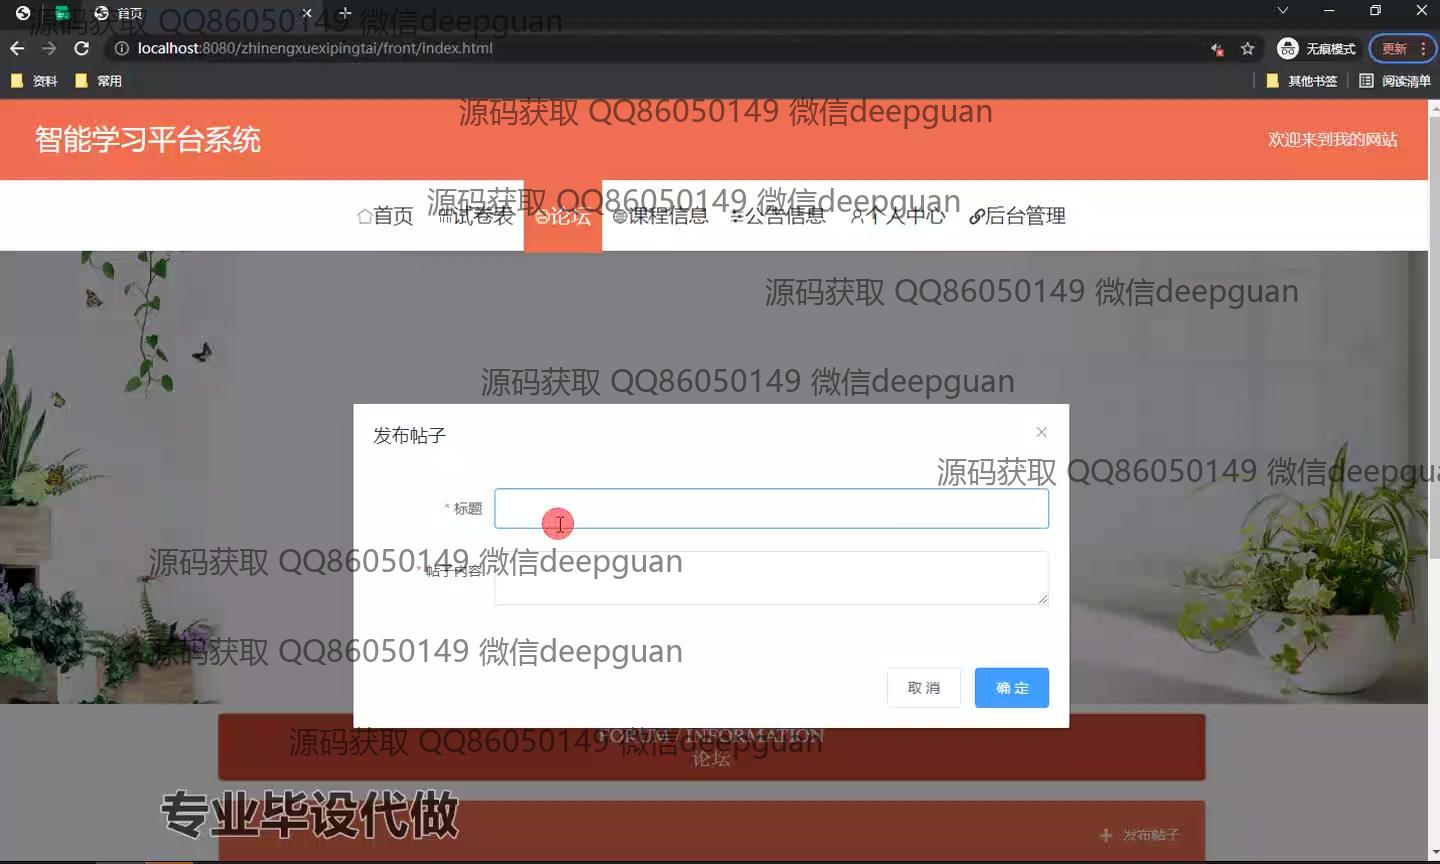 首页
源码获取 QQ86050149 微信deepguan
localhost:8080/zhinengxuexipingtai/front/index.html
无痕模式
更新
资料
常用
其他书签
阅读清单
源码获取 QQ86050149 微信deepguan
智能学习平台系统
欢迎来到我的网站
源码获取 QQ86050149 微信deepguan
首页
试卷表
论坛
课程信息
公告信息
个人中心
后台管理
源码获取 QQ86050149 微信deepguan
源码获取 QQ86050149 微信deepguan
发布帖子
源码获取 QQ86050149 微信deepgua
* 标题
源码获取 QQ86050149 微信deepguan
* 帖子内容
源码获取 QQ86050149 微信deepguan
取 消
确 定
FORUM / INFORMATION
源码获取 QQ86050149 微信deepguan
论坛
专业毕设代做
+ 发布帖子